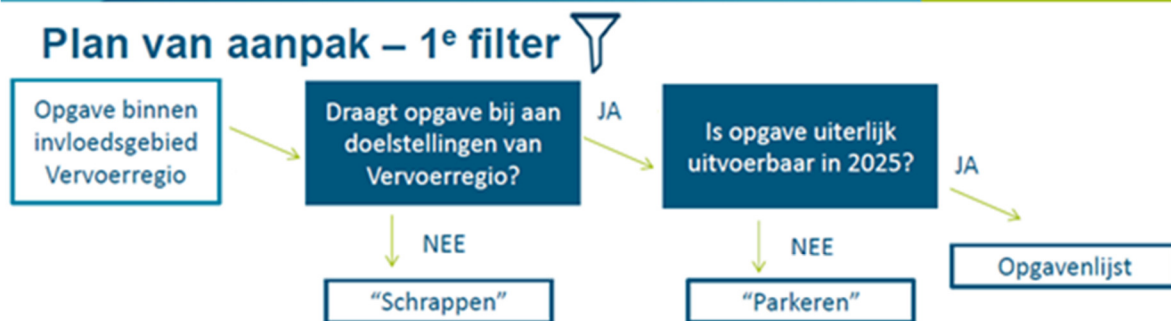 Plan van aanpak – 1e filter
Opgave binnen
invloedsgebied
Vervoerregio
Draagt opgave bij aan
doelstellingen van
Vervoerregio?
JA
Is opgave uiterlijk
uitvoerbaar in 2025?
JA
NEE
NEE
Opgavenlijst
"Schrappen"
"Parkeren"